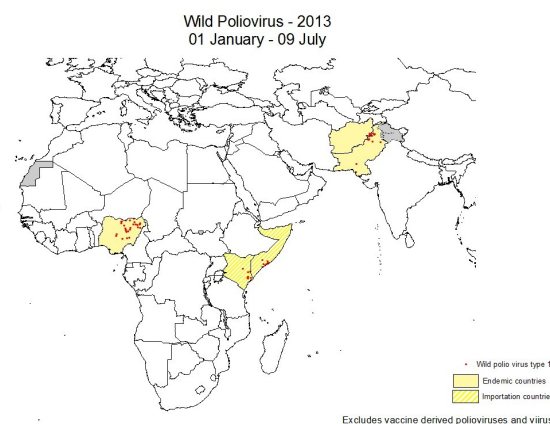 Wild Poliovirus - 2013
01 January - 09 July
Wild polio virus type 1
Endemic countries
Importation countrie
Excludes vaccine derived polioviruses and viirus